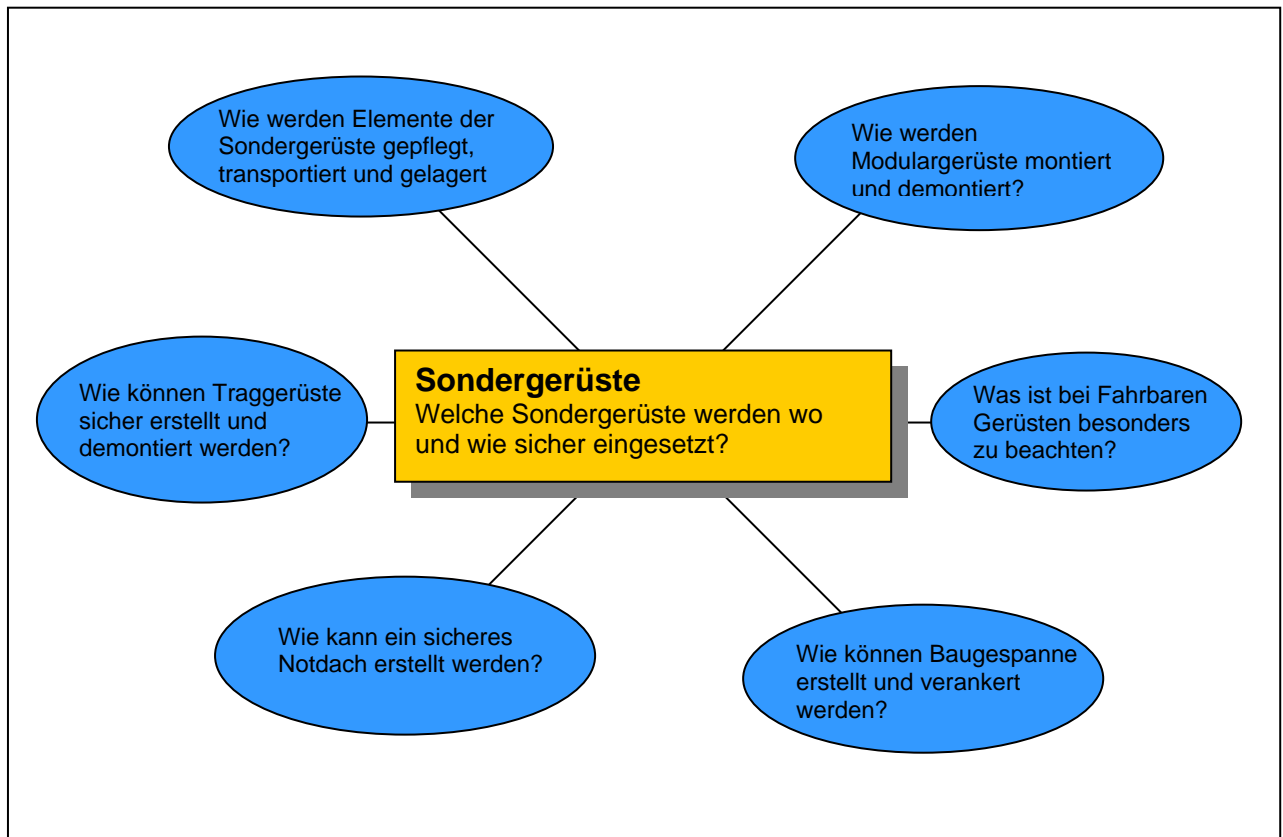 Wie werden Elemente der
Sondergerüste gepflegt,
transportiert und gelagert
Wie werden
Modulargerüste montiert
und demontiert?
Wie können Traggerüste
sicher erstellt und
demontiert werden?
Sondergerüste
Welche Sondergerüste werden wo
und wie sicher eingesetzt?
Was ist bei Fahrbaren
Gerüsten besonders
zu beachten?
Wie kann ein sicheres
Notdach erstellt werden?
Wie können Baugespanne
erstellt und verankert
werden?